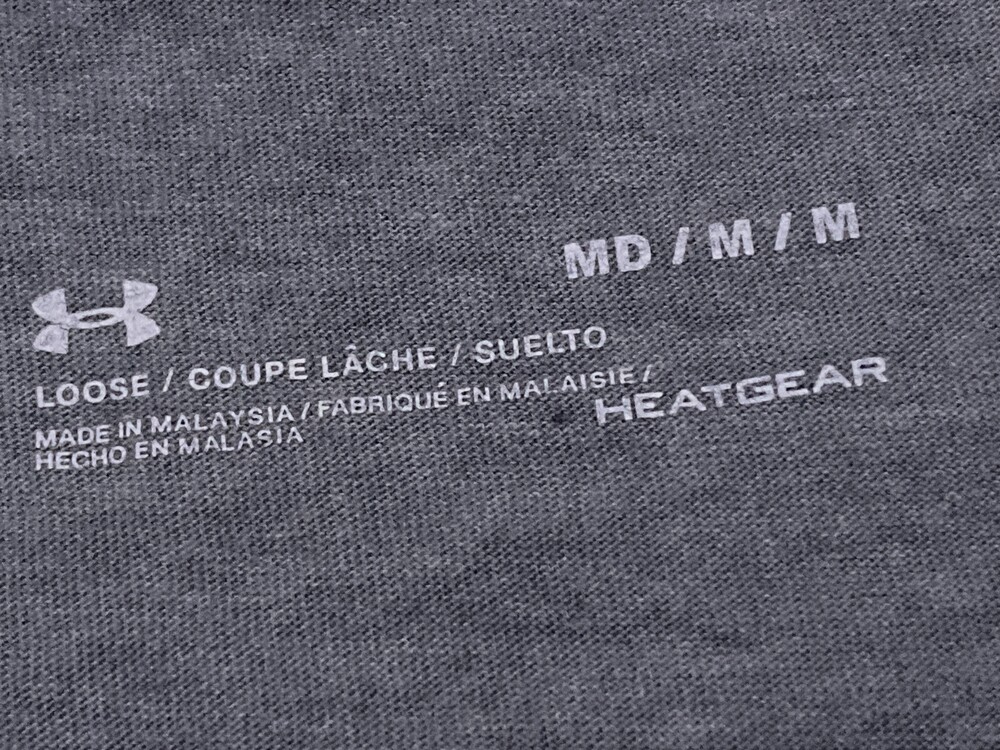 MD / M / M
LOOSE / COUPE LÂCHE / SUELTO
MADE IN MALAYSIA / FABRIQUÉ EN MALAISIE /
HECHO EN MALASIA
HEATGEAR